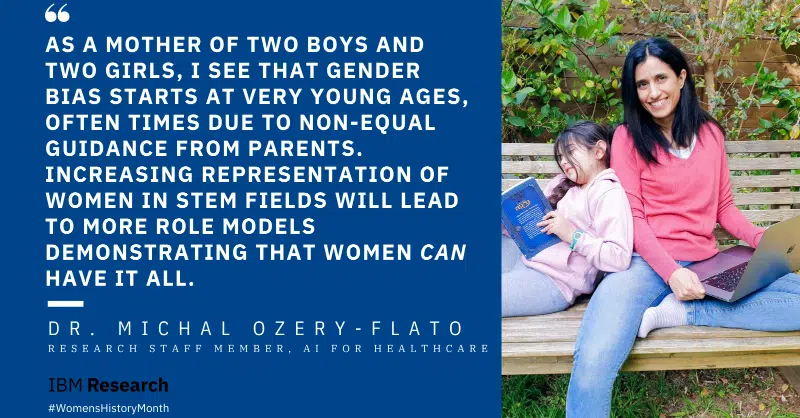 AS A MOTHER OF TWO BOYS AND
TWO GIRLS, I SEE THAT GENDER
BIAS STARTS AT VERY YOUNG AGES,
OFTEN TIMES DUE TO NON-EQUAL
GUIDANCE FROM PARENTS.
INCREASING REPRESENTATION OF
WOMEN IN STEM FIELDS WILL LEAD
TO MORE ROLE MODELS
DEMONSTRATING THAT WOMEN CAN
HAVE IT ALL.
DR. MICHAL OZERY-FLATO
RESEARCH STAFF MEMBER, AI FOR HEALTHCARE
IBM Research
#WomensHistoryMonth